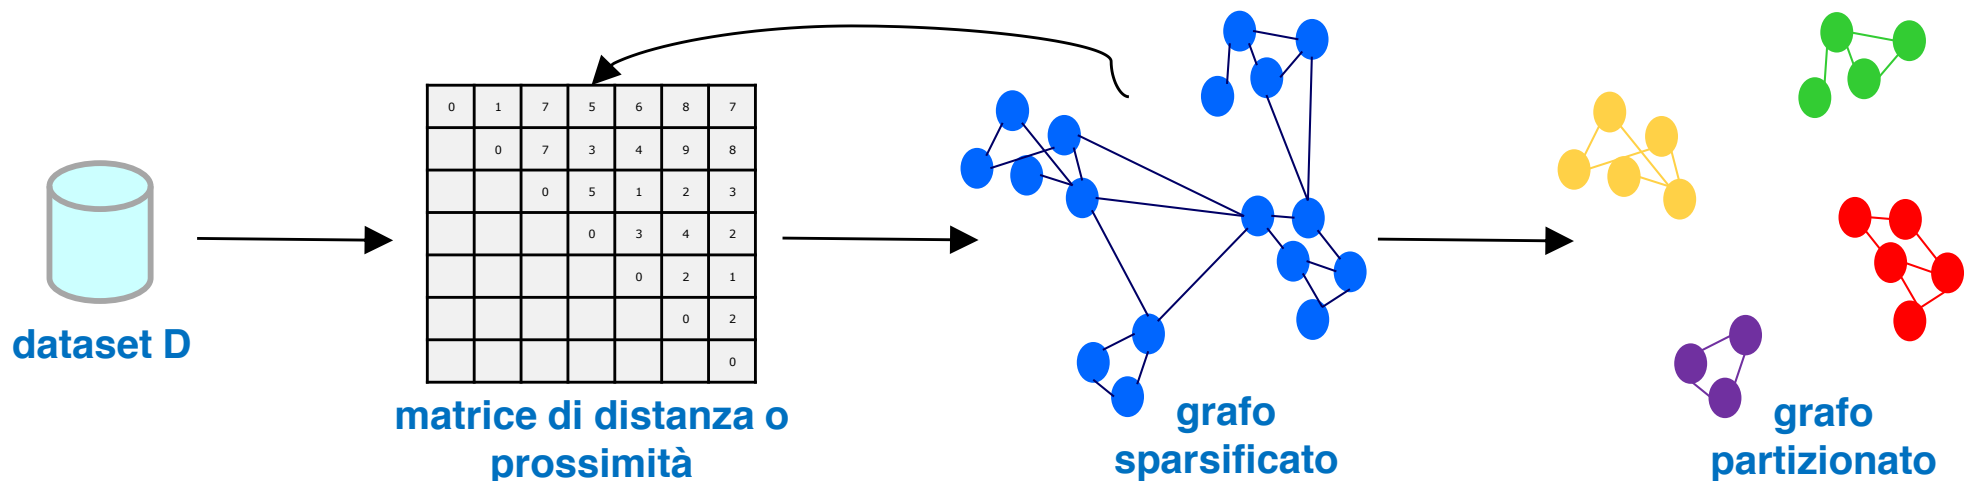 0 1 7 5 6 8 7
0 7 3 4 9 8
0 5 1 2 3
0 3 4 2
0 2 1
0 2
0
dataset D
matrice di distanza o
prossimità
grafo
sparsificato
grafo
partizionato